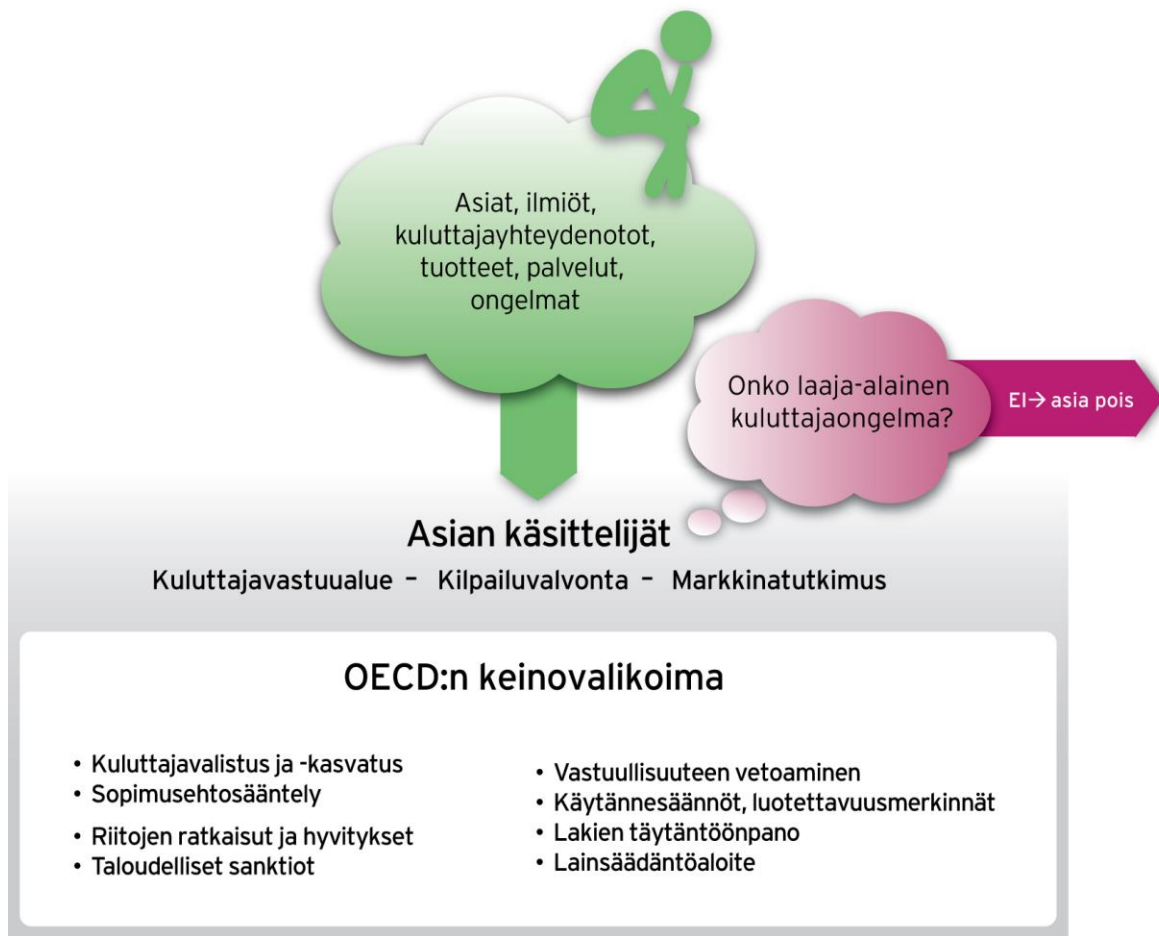 Asiat, ilmiöt,
kuluttajayhteydenotot,
tuotteet, palvelut,
ongelmat
Onko laaja-alainen
kuluttajaongelma?
EI→ asia pois
Asian käsittelijät
Kuluttajavastuualue – Kilpailuvalvonta – Markkinatutkimus
OECD:n keinovalikoima
• Kuluttajavalistus ja -kasvatus
• Sopimusehtosääntely
• Riitojen ratkaisut ja hyvitykset
• Taloudelliset sanktiot
• Vastuullisuuteen vetoaminen
• Käytännesäännöt, luotettavuusmerkinnät
• Lakien täytäntöönpano
• Lainsäädäntöaloite